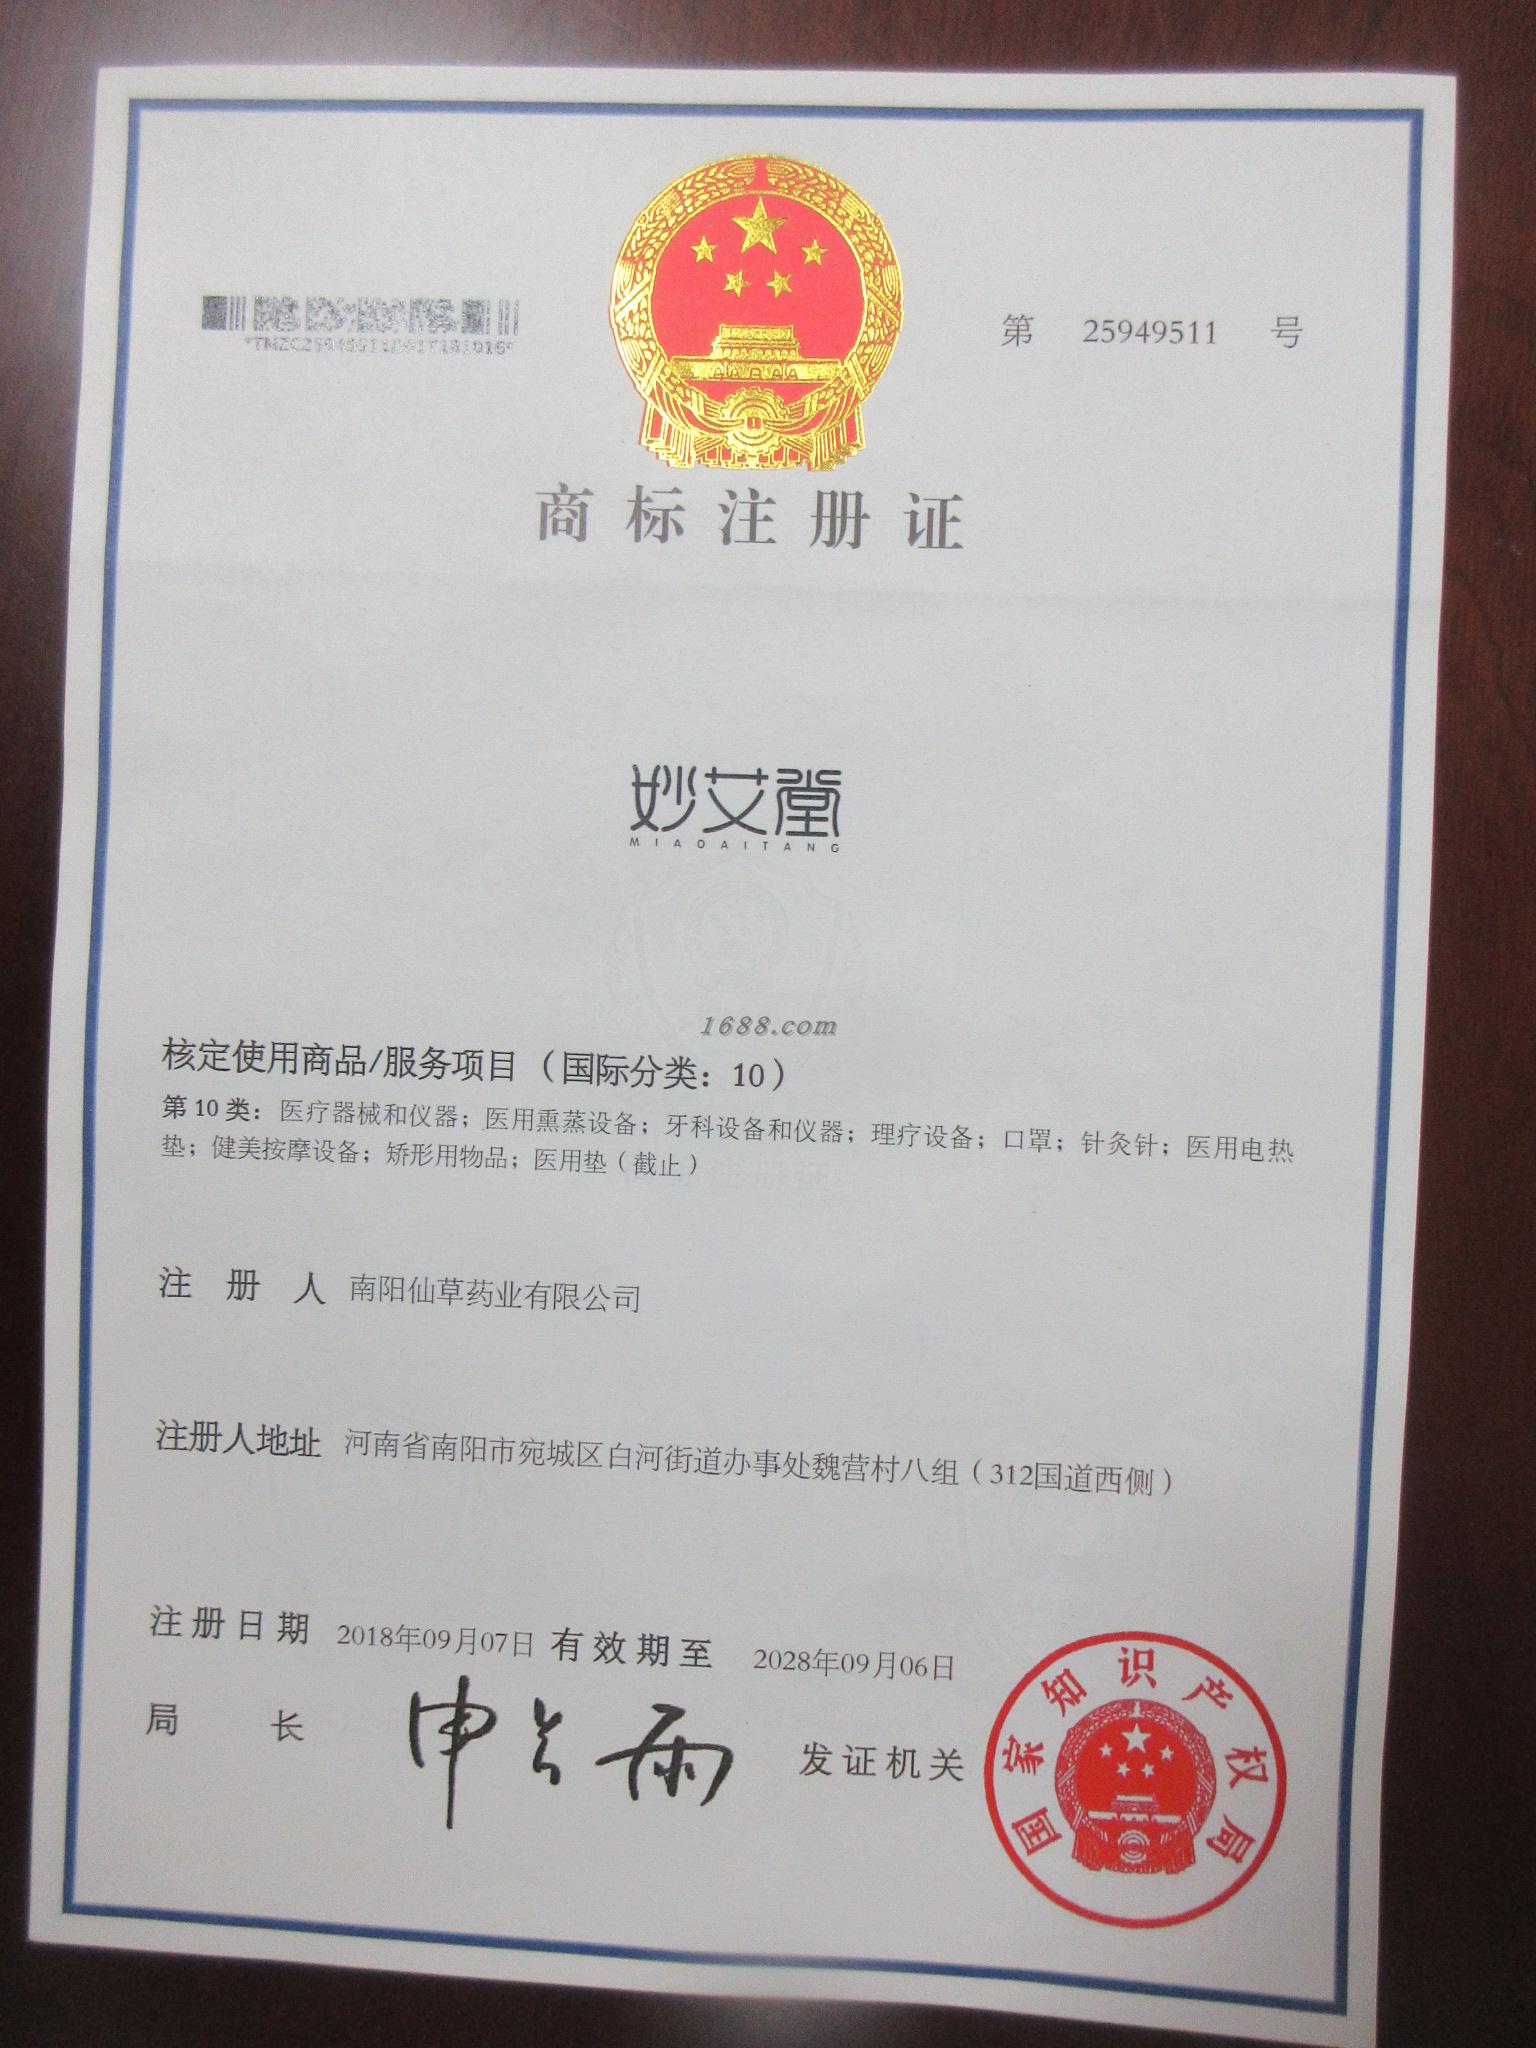 第 25949511 号
商标注册证
妙艾堂
MIAOAITANG
1688.com
核定使用商品/服务项目（国际分类：10）
第10类：医疗器械和仪器；医用熏蒸设备；牙科设备和仪器；理疗设备；口罩；针灸针；医用电热
垫；健美按摩设备；矫形用物品；医用垫（截止）
注册人 南阳仙草药业有限公司
注册人地址 河南省南阳市宛城区白河街道办事处魏营村八组（312国道西侧）
注册日期 2018年09月07日 有效期至 2028年09月06日
局长 申长雨 发证机关
国家知识产权局